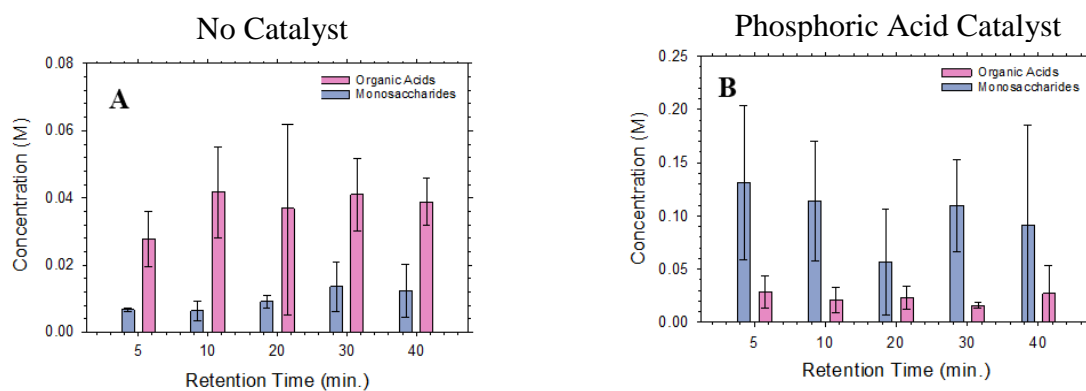 No Catalyst
A
Organic Acids
Monosaccharides
Concentration (M)
0.08
0.06
0.04
0.02
0.00
5 10 20 30 40
Retention Time (min.)
Phosphoric Acid Catalyst
B
Organic Acids
Monosaccharides
Concentration (M)
0.25
0.20
0.15
0.10
0.05
0.00
5 10 20 30 40
Retention Time (min.)